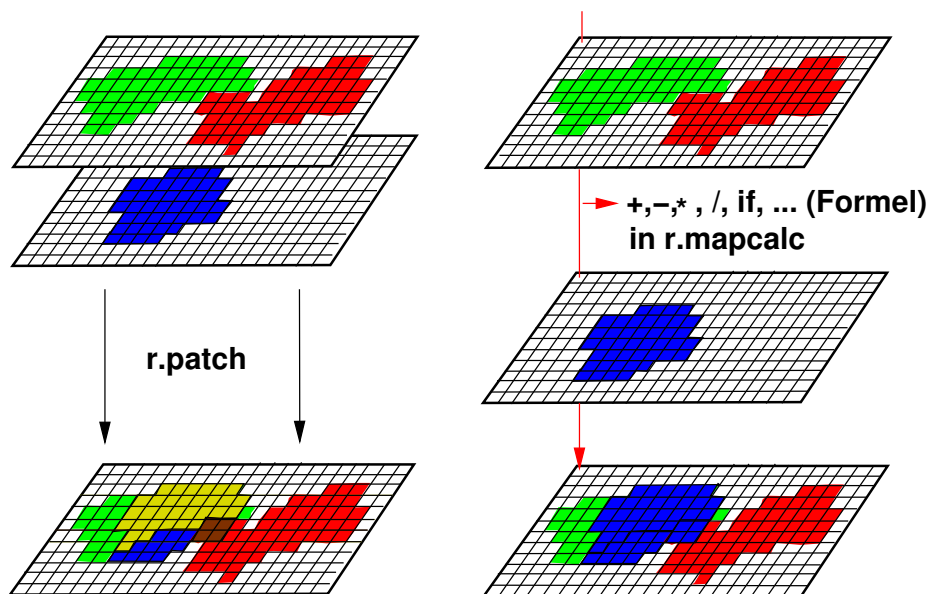 +,−,* , /, if, ... (Formel)
in r.mapcalc
r.patch